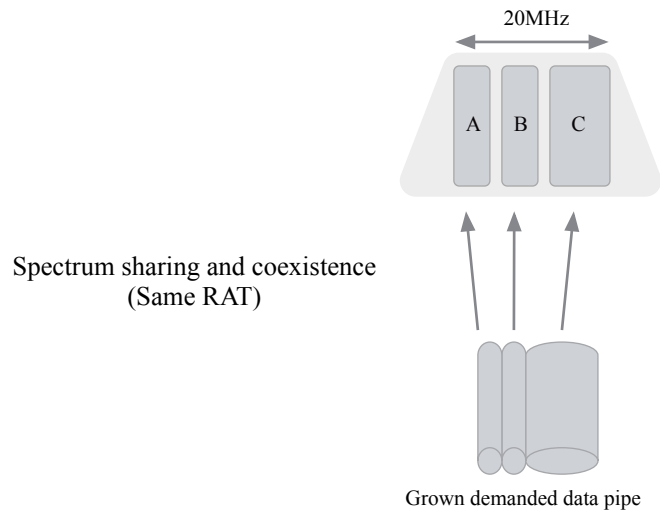 20MHz
A B C
Spectrum sharing and coexistence
(Same RAT)
Grown demanded data pipe